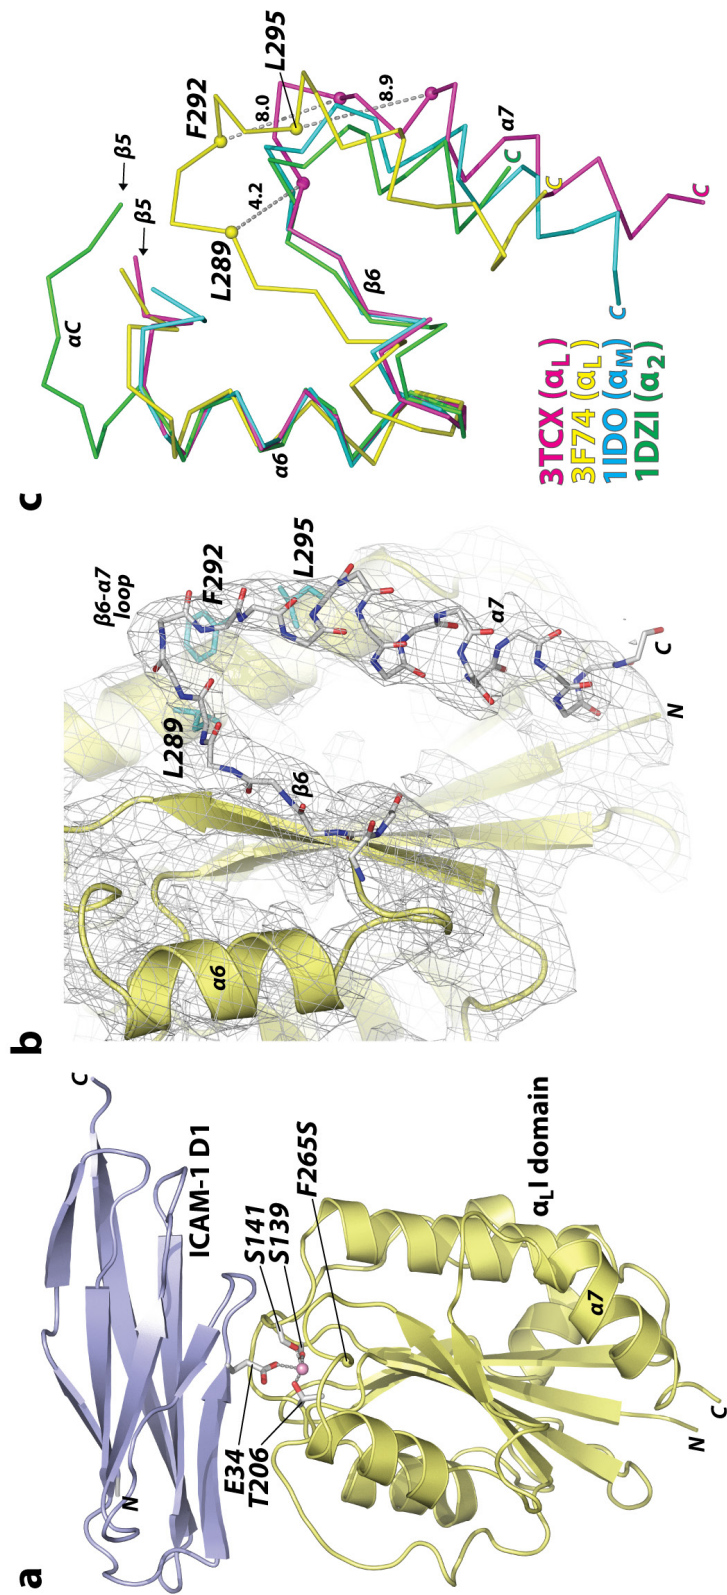 a
N
C
ICAM-1 D1
E34
T206
S141
S139
F265S
αLI domain
α7
N
C
b
α6
L289
β6-α7
loop
F292
L295
β6
α7
N
C
c
αC
β5
β5
F292
L295
L289
4.2
8.0
8.9
α6
β6
α7
C
C
C
C
3TCX (αL)
3F74 (αL)
1IDO (αM)
1DZI (α2)